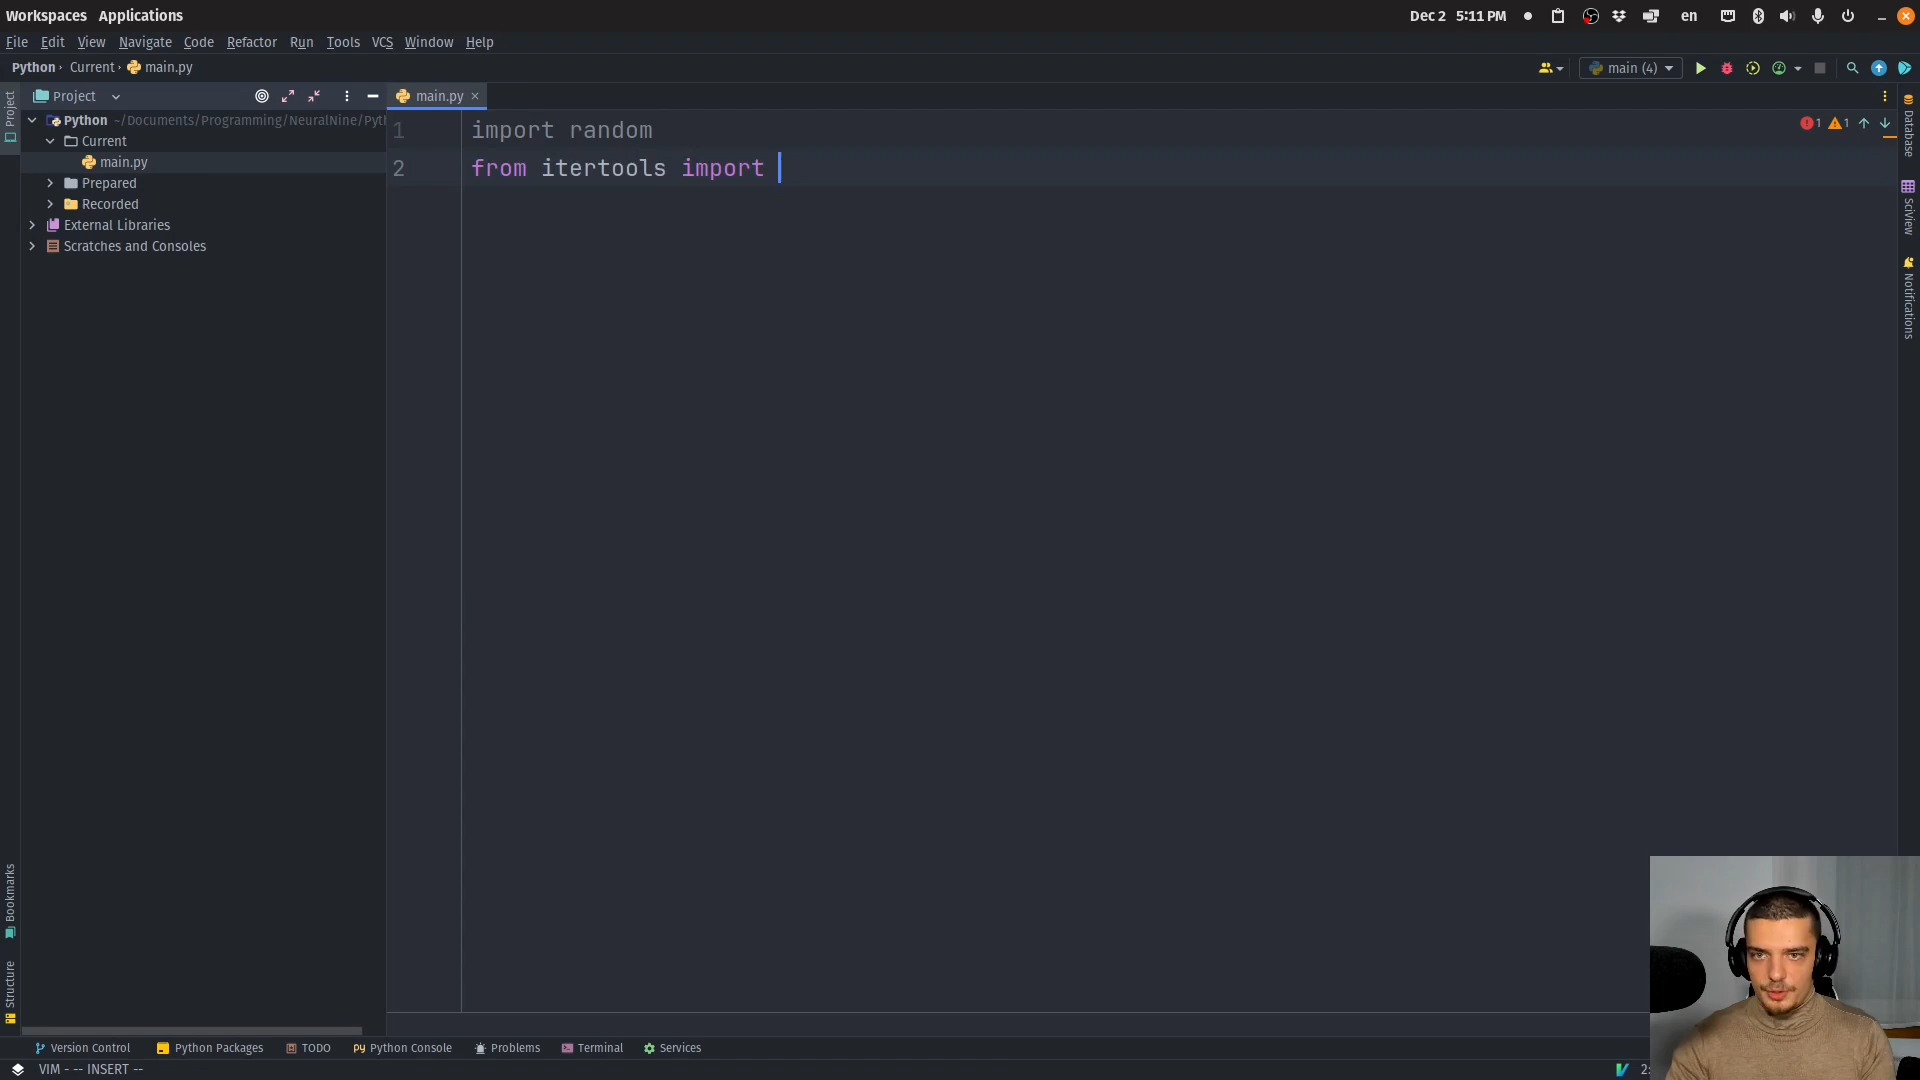 Workspaces Applications
Dec 2 5:11 PM
en
File Edit View Navigate Code Refactor Run Tools VCS Window Help
Python Current main.py
main (4)
Project
main.py
Project
Python ~/Documents/Programming/NeuralNine/Pyt
Current
main.py
Prepared
Recorded
External Libraries
Scratches and Consoles
1 import random
2 from itertools import
1 1
Database
SciView
Notifications
Bookmarks
Structure
Version Control Python Packages TODO Python Console Problems Terminal Services
VIM - -- INSERT --
2: